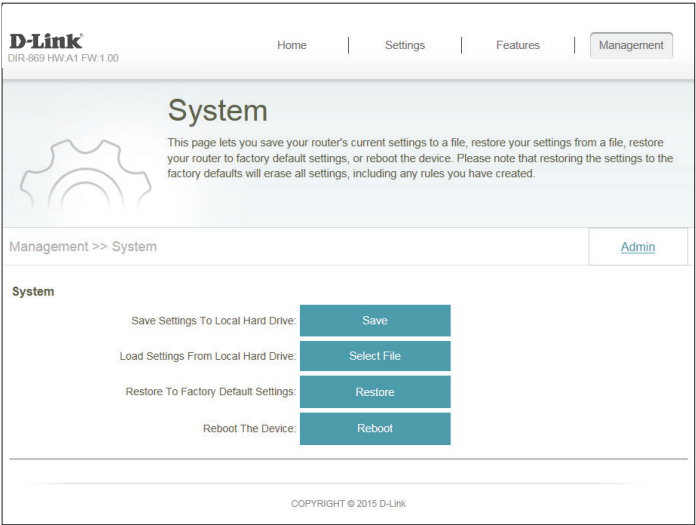 D-Link
DIR-869 HW:A1 FW:1.00
Home | Settings | Features | Management
System
This page lets you save your router's current settings to a file, restore your settings from a file, restore
your router to factory default settings, or reboot the device. Please note that restoring the settings to the
factory defaults will erase all settings, including any rules you have created.
Management >> System
Admin
System
Save Settings To Local Hard Drive: Save
Load Settings From Local Hard Drive: Select File
Restore To Factory Default Settings: Restore
Reboot The Device: Reboot
COPYRIGHT © 2015 D-Link